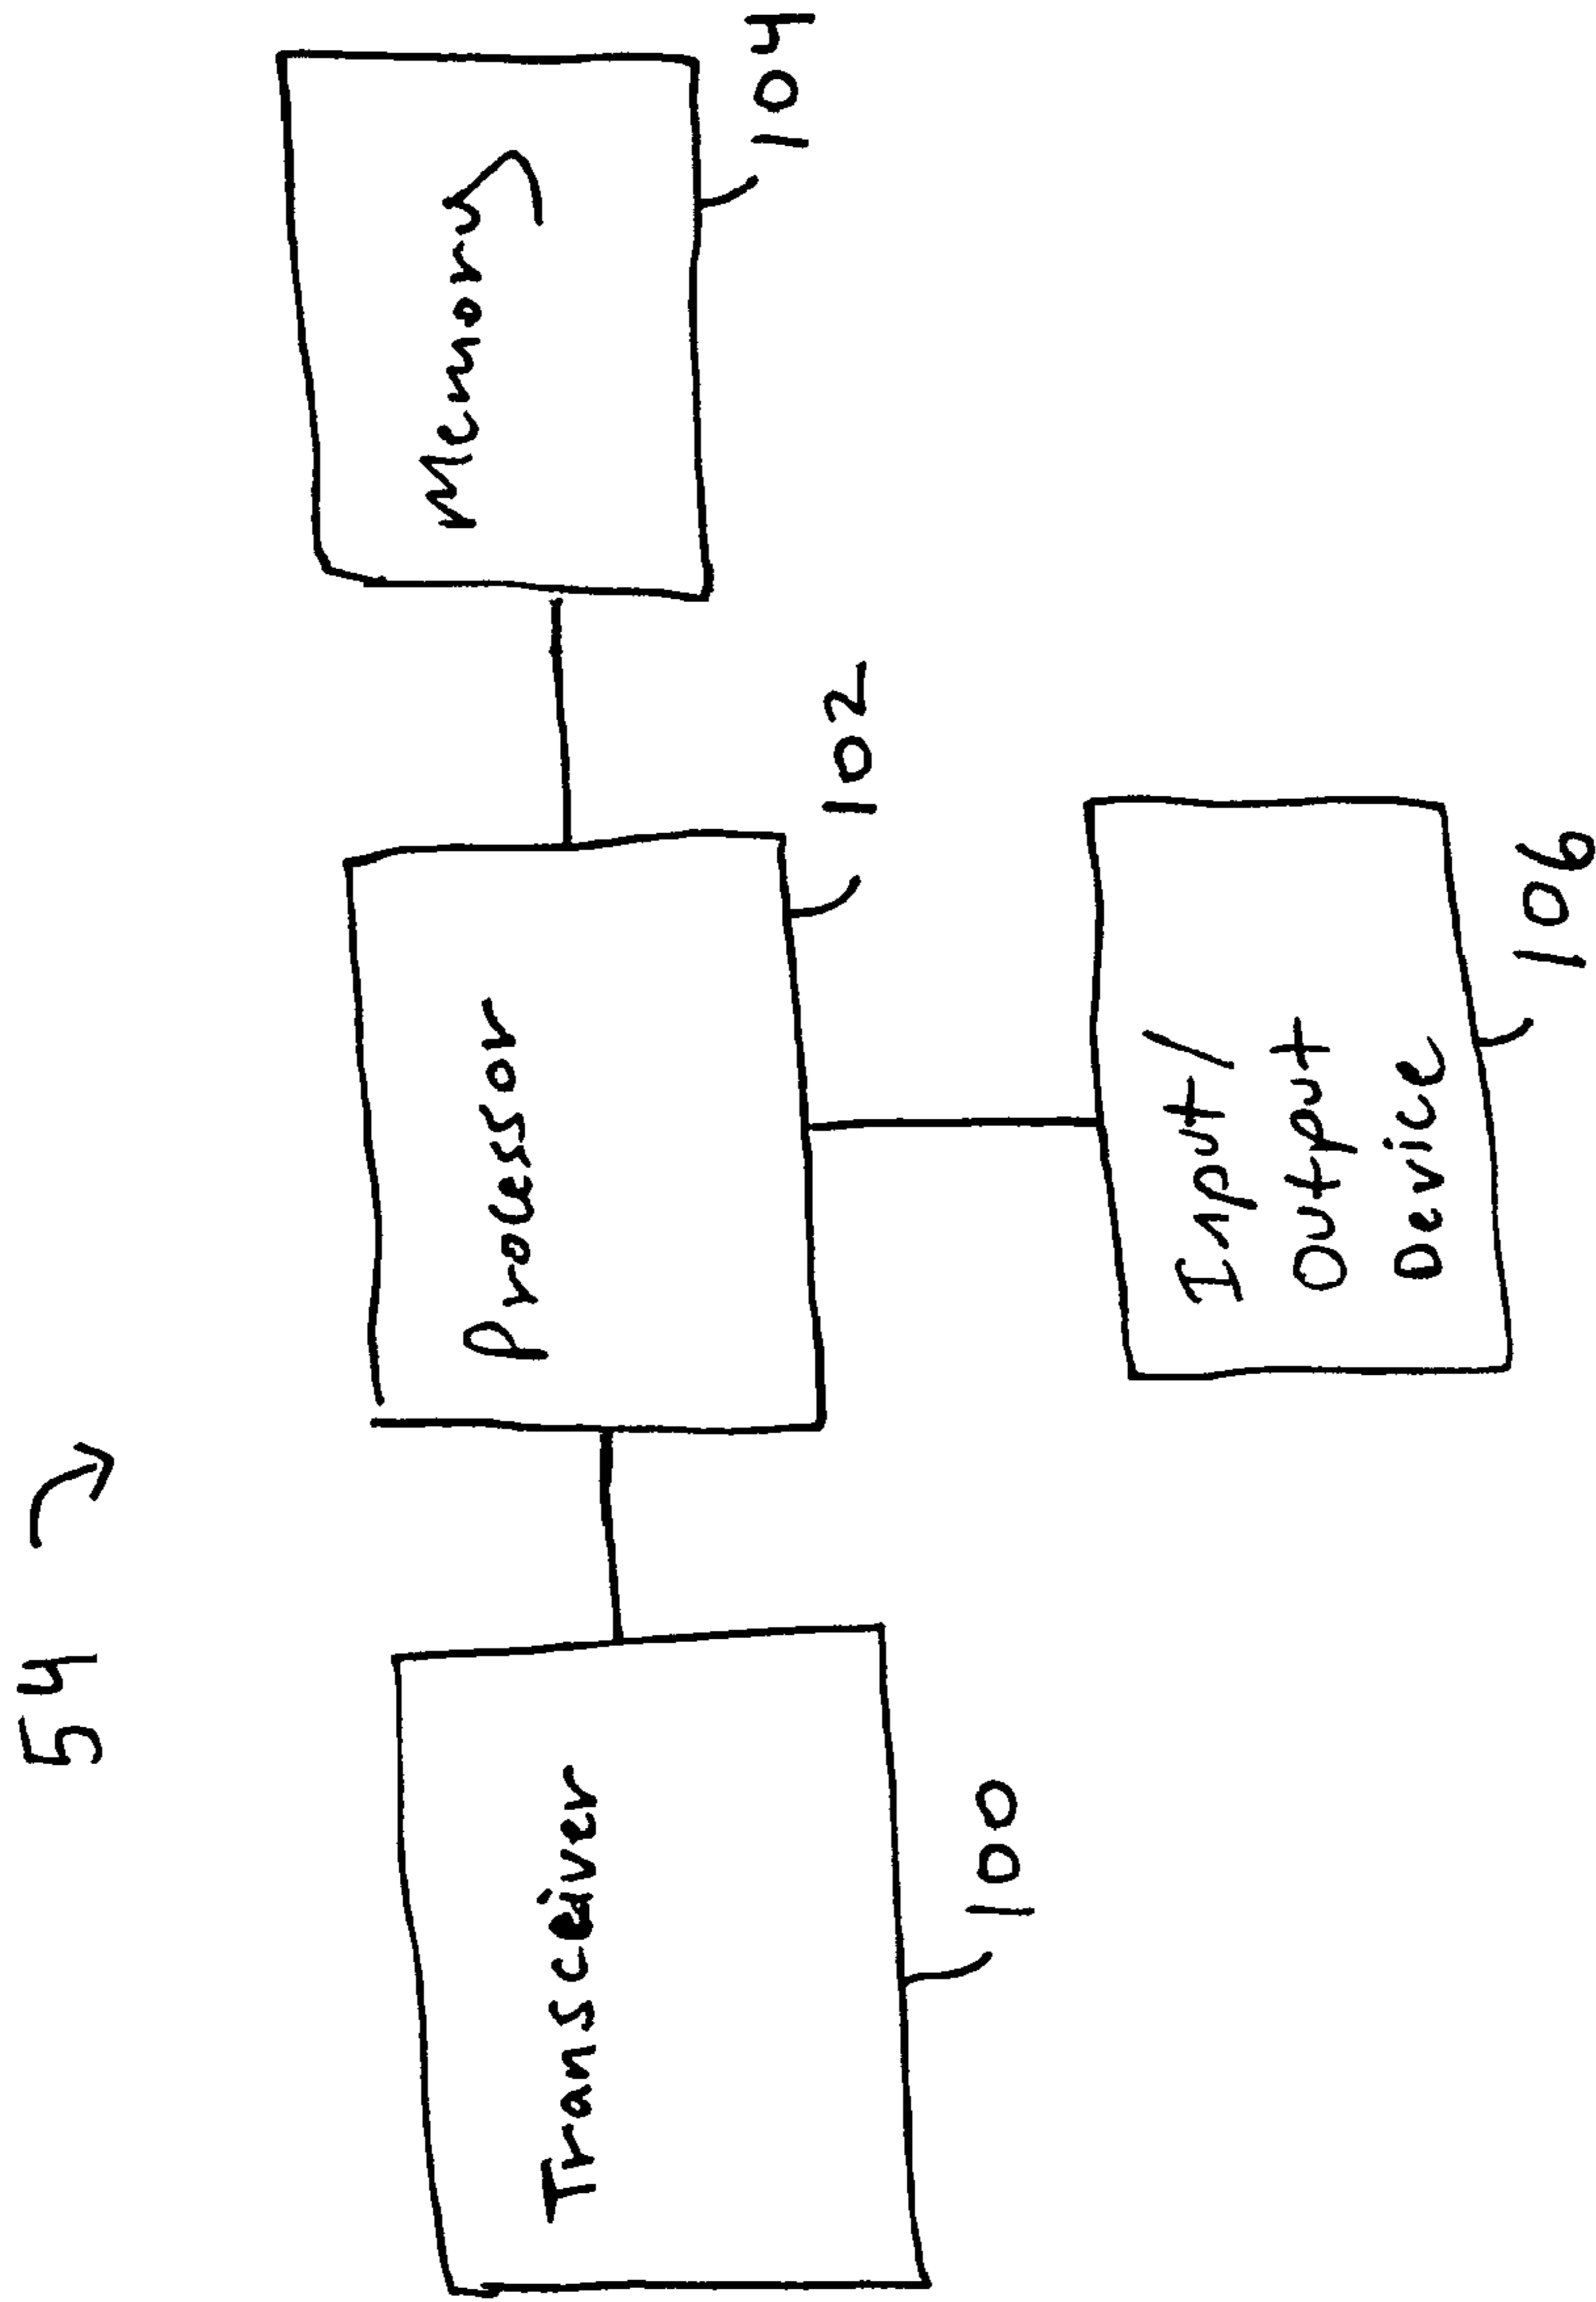 54
Transceiver
100
Processor
102
Memory
104
Input/
Output
Device
106